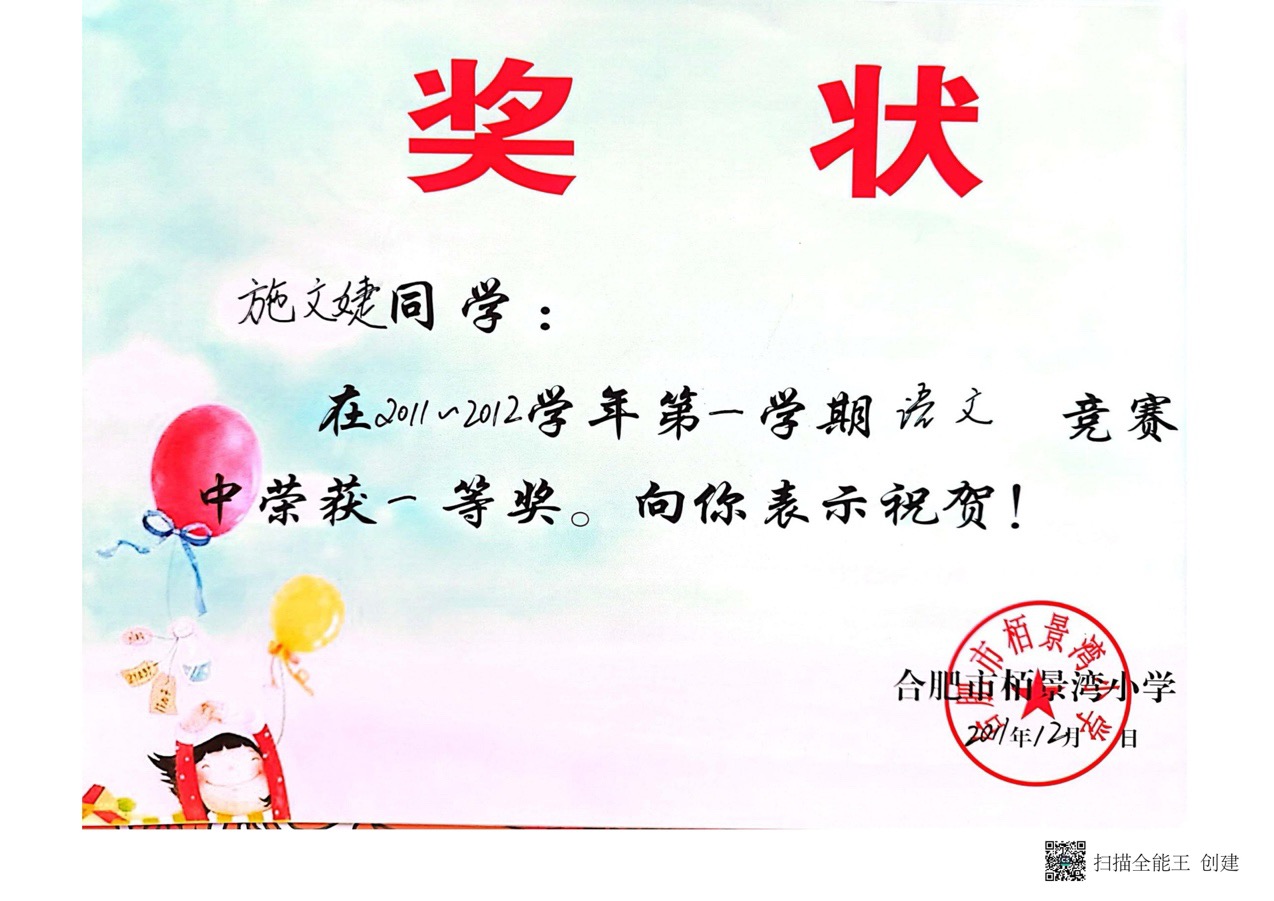 奖 状
施文婕同学：
在2011~2012学年第一学期语文 竞赛
中荣获一等奖。向你表示祝贺！
合肥市栢景湾小学
合肥市栢景湾小学
2011年12月 日
扫描全能王 创建